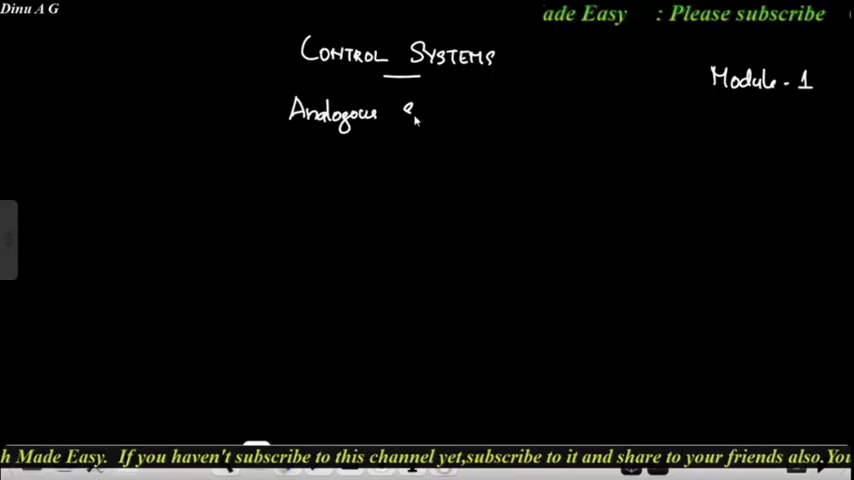 Dinu A G
ade Easy : Please subscribe
CONTROL SYSTEMS
Module - 1
Analogous
h Made Easy. If you haven't subscribe to this channel yet,subscribe to it and share to your friends also.You